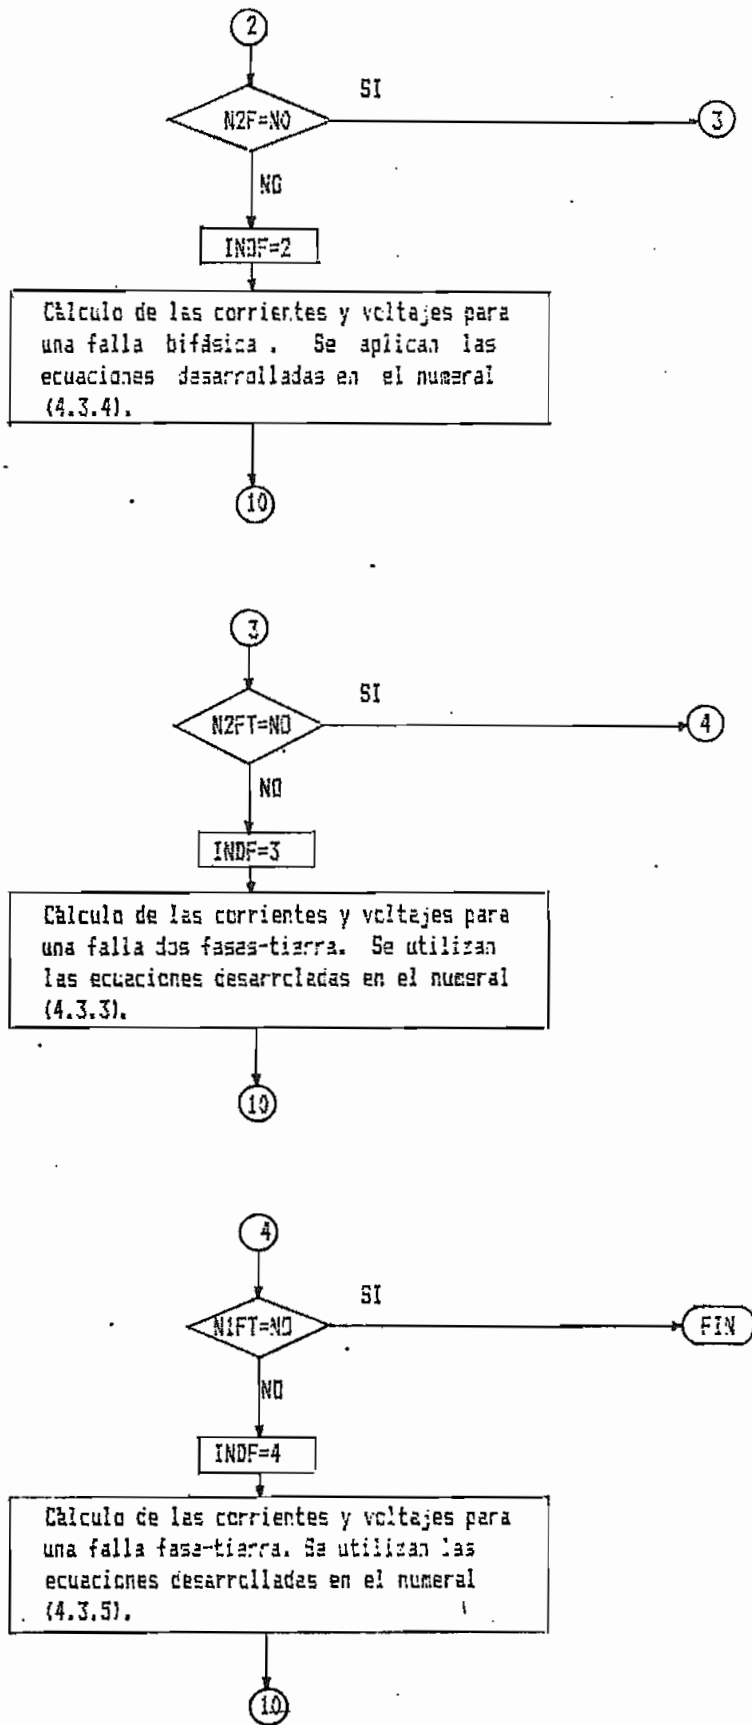 2
SI
N2F=NO
3
NO
INDF=2
Cálculo de las corrientes y voltajes para
una falla bifásica . Se aplican las
ecuaciones desarrolladas en el numeral
(4.3.4).
10
3
SI
N2FT=NO
4
NO
INDF=3
Cálculo de las corrientes y voltajes para
una falla dos fases-tierra. Se utilizan
las ecuaciones desarroladas en el numeral
(4.3.3).
10
4
SI
N1FT=NO
FIN
NO
INDF=4
Cálculo de las corrientes y voltajes para
una falla fase-tierra. Se utilizan las
ecuaciones desarrolladas en el numeral
(4.3.5).
10